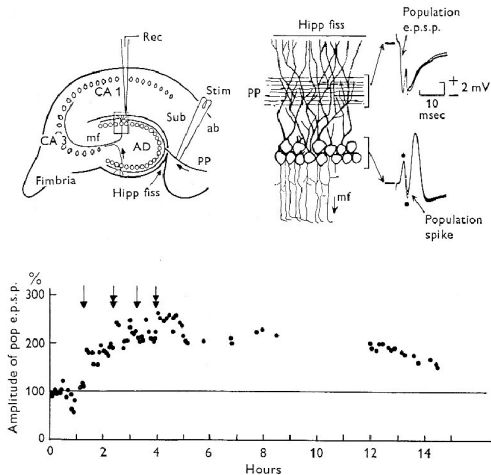 Rec
Stim
ab
CA 1
Sub
CA 3
mf
AD
PP
Fimbria
Hipp fiss
Hipp fiss
PP
mf
Population
e.p.s.p.
+
2 mV
10
msec
Population
spike
%
300
200
100
0
Amplitude of pop e.p.s.p.
0 2 4 6 8 10 12 14
Hours